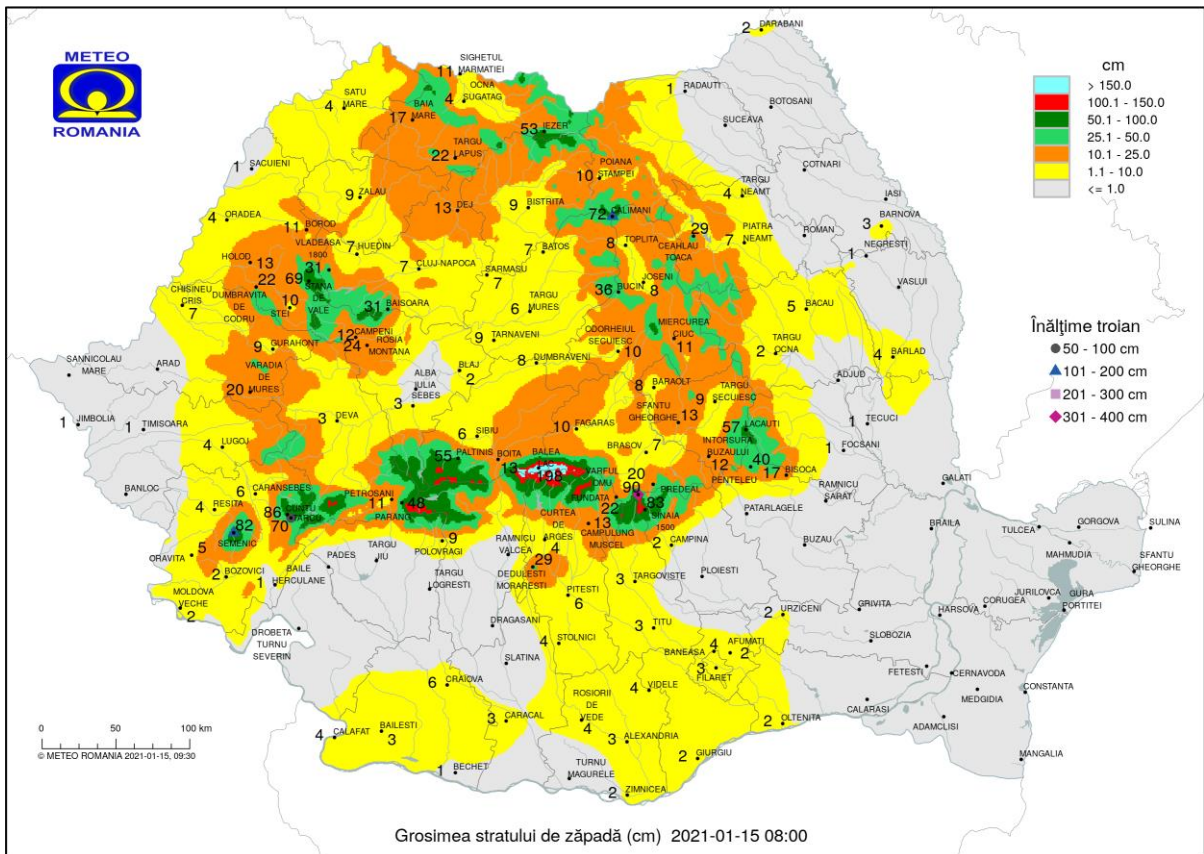 METEO
ROMANIA
cm
> 150.0
100.1 - 150.0
50.1 - 100.0
25.1 - 50.0
10.1 - 25.0
1.1 - 10.0
<= 1.0
Înălţime troian
50 - 100 cm
101 - 200 cm
201 - 300 cm
301 - 400 cm
2 DARABANI
11 SIGHETUL
MARMATIEI
4 OCNA
SUGATAG
1 RADAUTI
BOTOSANI
4 SATU
MARE
17 BAIA
MARE
SUCEAVA
53 IEZER
22 TARGU
LAPUS
COTNARI
1 SACUIENI
10 POIANA
STAMPEI
9 ZALAU
4 TARGU
NEAMT
IASI
13 DEJ
9 BISTRITA
72 CALIMANI
4 ORADEA
3 BARNOVA
11 BOROD
29 CEAHLAU
TOACA
7 PIATRA
NEAMT
ROMAN
8 TOPLITA
1 NEGRESTI
31 VLADEASA
1800
7 HUEDIN
7 BATOS
13 HOLOD
7 CLUJ-NAPOCA
7 SARMASU
69 STANA
DE
VALE
22 DUMBRAVITA
DE
CODRU
36 BUCIN
8 JOSENI
VASLUI
7 CHISINEU
CRIS
10 STEI
31 BAISOARA
6 TARGU
MURES
5 BACAU
12 CAMPENI
24 ROSIA
MONTANA
9 TARNAVENI
11 MIERCUREA
CIUC
9 GURAHONT
10 ODORHEIUL
SECUIESC
2 TARGU
OCNA
4 BARLAD
8 DUMBRAVENI
SANNICOLAU
MARE
ARAD
2 BLAJ
ADJUD
20 VARADIA
DE
MURES
ALBA
IULIA
3 SEBES
8 BARAOLT
9 TARGU
SECUIESC
1 JIMBOLIA
1 TIMISOARA
3 DEVA
13 SFANTU
GHEORGHE
1 TECUCI
10 FAGARAS
57 LACAUTI
4 LUGOJ
6 SIBIU
7 BRASOV
1 FOCSANI
55 PALTINIS
13 BOITA
198 BALEA
12 INTORSURA
BUZAULUI
40 PENTELEU
17 BISOCA
BANLOC
6 CARANSEBES
90 VARFUL
OMU
20 PREDEAL
GALATI
4 RESITA
86 CUNTU
70 TARCU
11 PETROSANI
48 PARANG
22 FUNDATA
83 SINAIA
1500
RAMNICU
SARAT
PATARLAGELE
82 SEMENIC
CURTEA
DE
ARGES
4
13 CAMPULUNG
MUSCEL
BRAILA
TULCEA
GORGOVA
SULINA
5 ORAVITA
9 POLOVRAGI
RAMNICU
VALCEA
2 CAMPINA
BUZAU
MAHMUDIA
SFANTU
GHEORGHE
2 BOZOVICI
1 BAILE
HERCULANE
PADES
TARGU
JIU
29 DEDULESTI
MORARESTI
3 TARGOVISTE
PLOIESTI
TARGU
LOGRESTI
JURILOVCA
GURA
PORTITEI
2 MOLDOVA
VECHE
6 PITESTI
2 URZICENI
GRIVITA
HARSOVA
CORUGEA
DROBETA
TURNU
SEVERIN
DRAGASANI
3 TITU
4 STOLNICI
SLOBOZIA
4 BANEASA
2 AFUMATI
3 FILARET
SLATINA
FETESTI
CERNAVODA
6 CRAIOVA
4 VIDELE
MEDGIDIA
CONSTANTA
4 ROSIORII
DE
VEDE
CALARASI
3 CARACAL
2 OLTENITA
ADAMCLISI
4 CALAFAT
3 BAILESTI
3 ALEXANDRIA
2 GIURGIU
MANGALIA
1 BECHET
TURNU
MAGURELE
2 ZIMNICEA
0 50 100 km
© METEO ROMANIA 2021-01-15, 09:30
Grosimea stratului de zăpadă (cm) 2021-01-15 08:00